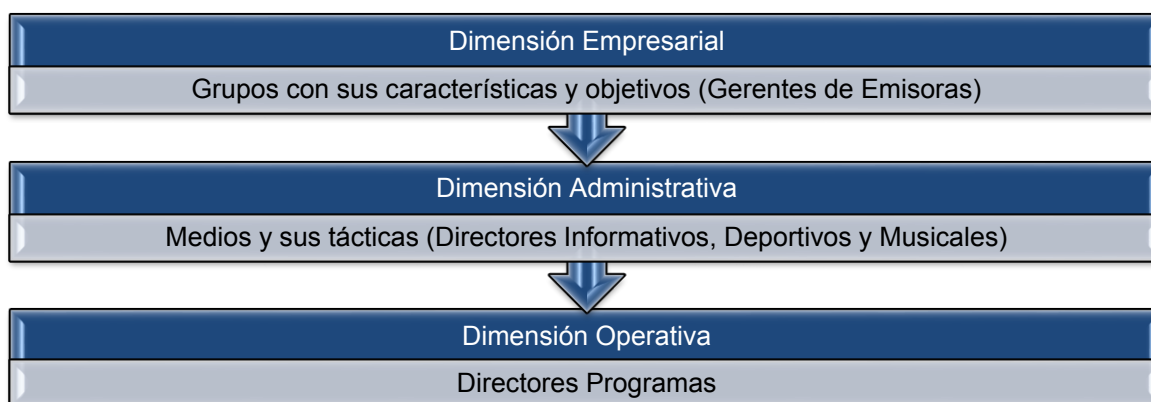 Dimensión Empresarial
Grupos con sus características y objetivos (Gerentes de Emisoras)
Dimensión Administrativa
Medios y sus tácticas (Directores Informativos, Deportivos y Musicales)
Dimensión Operativa
Directores Programas